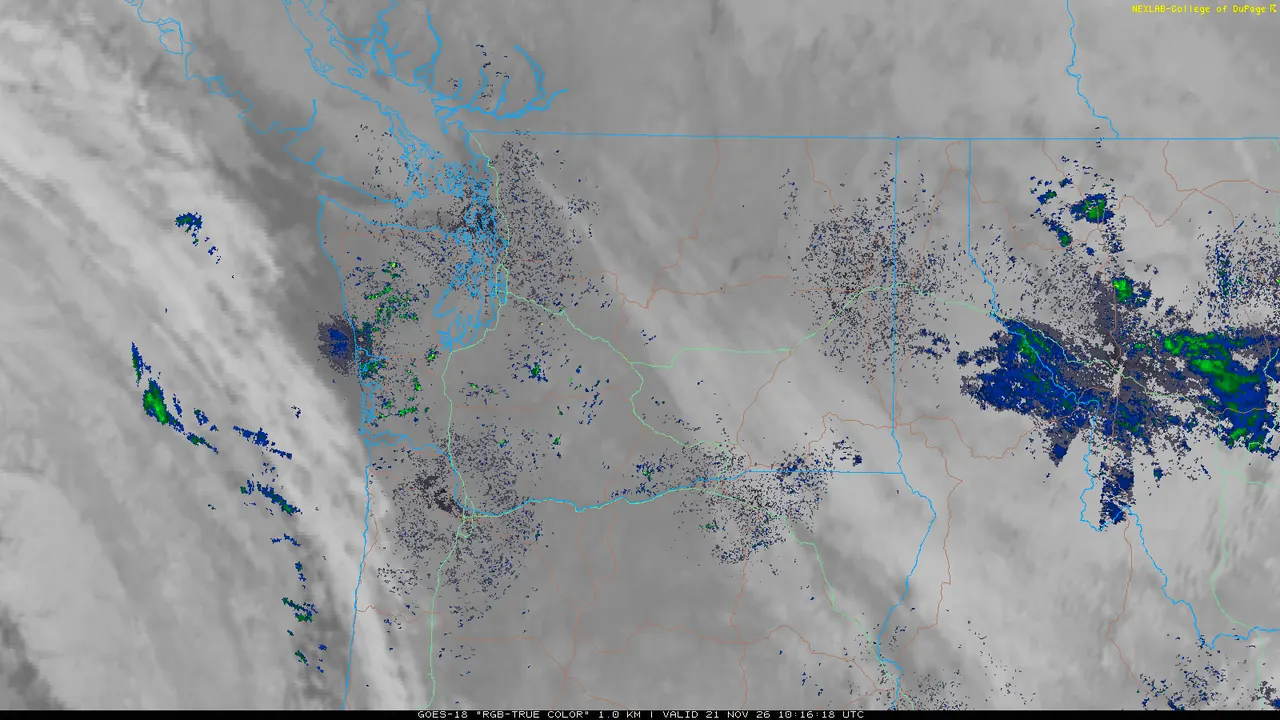 NEXLAB-College of DuPage
GOES-18 "RGB-TRUE COLOR" 1.0 KM | VALID 21 NOV 26 10:16:18 UTC